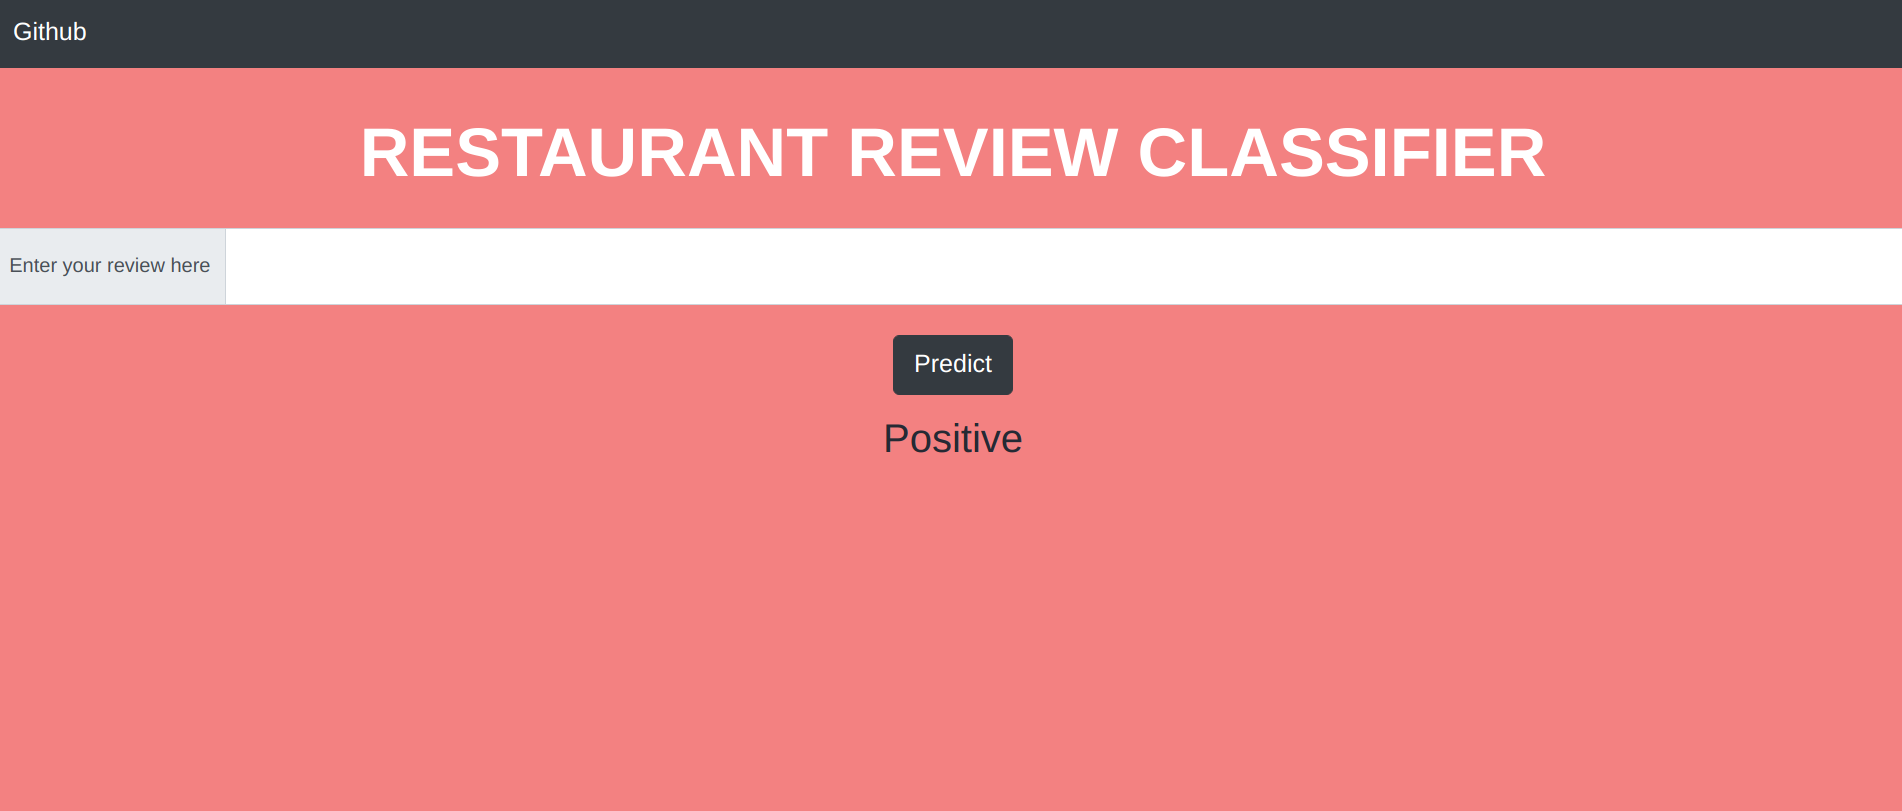 Github
RESTAURANT REVIEW CLASSIFIER
Enter your review here
Predict
Positive